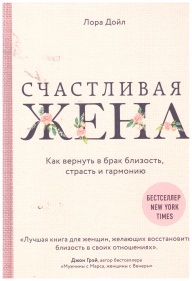 Лора Дойл
СЧАСТЛИВАЯ
ЖЕНА
Как вернуть в брак близость,
страсть и гармонию
БЕСТСЕЛЛЕР
NEW YORK
TIMES
«Лучшая книга для женщин, желающих восстановить
близость в своих отношениях».
Джон Грэй, автор бестселлера
«Мужчины с Марса, женщины с Венеры»